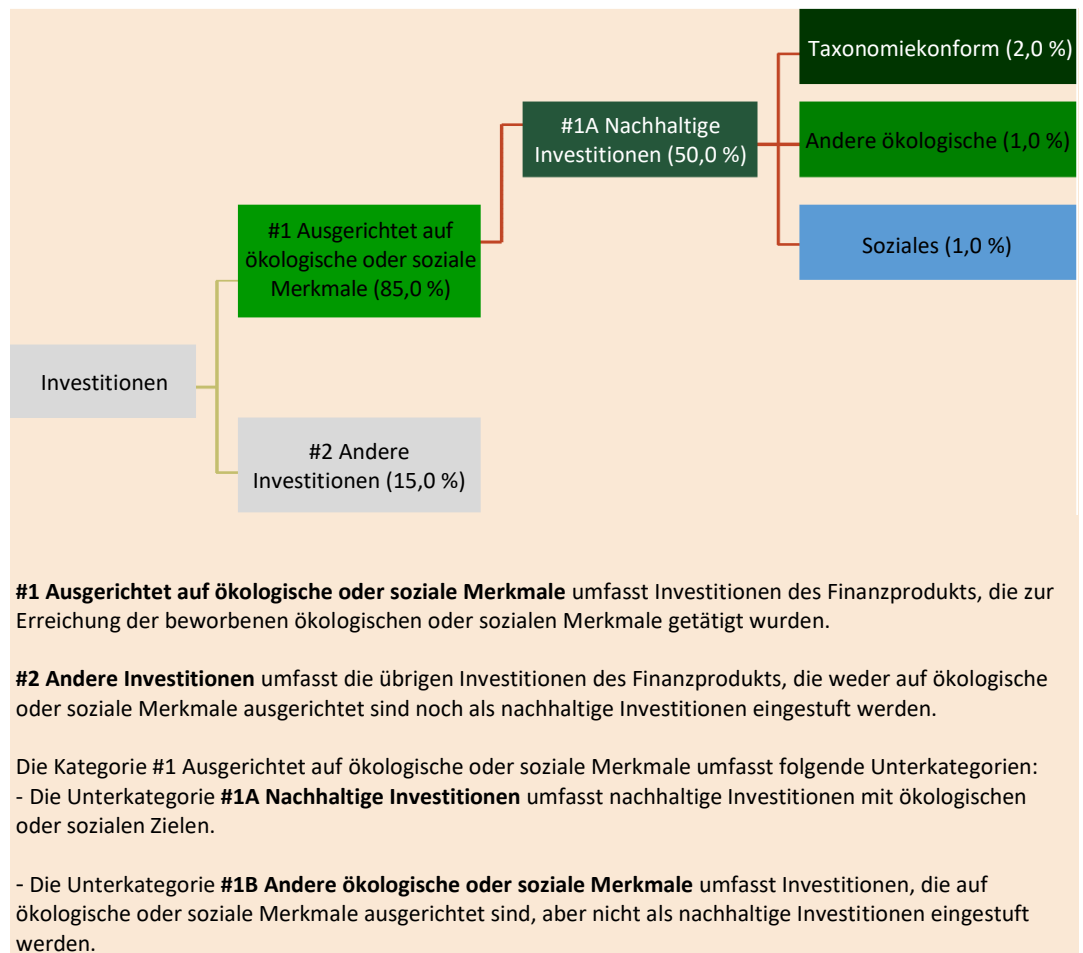 Taxonomiekonform (2,0 %)
#1A Nachhaltige
Investitionen (50,0 %)
Andere ökologische (1,0 %)
#1 Ausgerichtet auf
ökologische oder soziale
Merkmale (85,0 %)
Soziales (1,0 %)
Investitionen
#2 Andere
Investitionen (15,0 %)
#1 Ausgerichtet auf ökologische oder soziale Merkmale umfasst Investitionen des Finanzprodukts, die zur
Erreichung der beworbenen ökologischen oder sozialen Merkmale getätigt wurden.
#2 Andere Investitionen umfasst die übrigen Investitionen des Finanzprodukts, die weder auf ökologische
oder soziale Merkmale ausgerichtet sind noch als nachhaltige Investitionen eingestuft werden.
Die Kategorie #1 Ausgerichtet auf ökologische oder soziale Merkmale umfasst folgende Unterkategorien:
- Die Unterkategorie #1A Nachhaltige Investitionen umfasst nachhaltige Investitionen mit ökologischen
oder sozialen Zielen.
- Die Unterkategorie #1B Andere ökologische oder soziale Merkmale umfasst Investitionen, die auf
ökologische oder soziale Merkmale ausgerichtet sind, aber nicht als nachhaltige Investitionen eingestuft
werden.